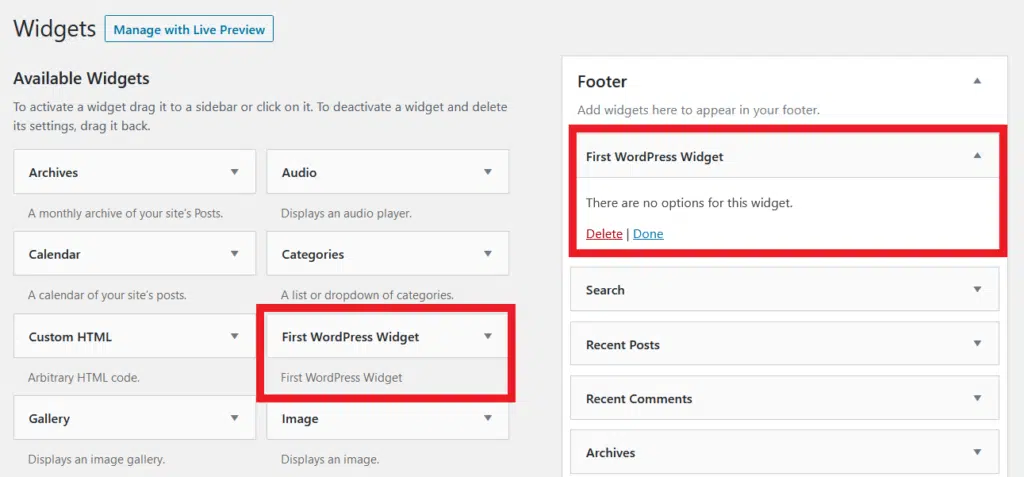 Widgets
Manage with Live Preview
Available Widgets
To activate a widget drag it to a sidebar or click on it. To deactivate a widget and delete
its settings, drag it back.
Archives
Audio
A monthly archive of your site's Posts.
Displays an audio player.
Calendar
Categories
A calendar of your site's posts.
A list or dropdown of categories.
Custom HTML
First WordPress Widget
Arbitrary HTML code.
First WordPress Widget
Gallery
Image
Displays an image gallery.
Displays an image.
Footer
Add widgets here to appear in your footer.
First WordPress Widget
There are no options for this widget.
Delete | Done
Search
Recent Posts
Recent Comments
Archives